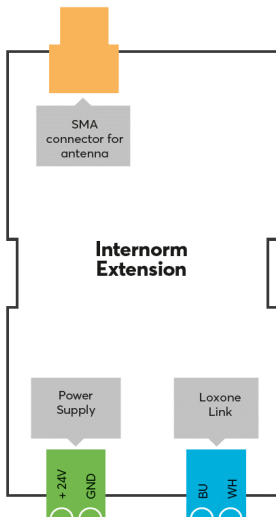 SMA
connector for
antenna
Internorm
Extension
Power
Supply
Loxone
Link
+24V
GND
BU
WH